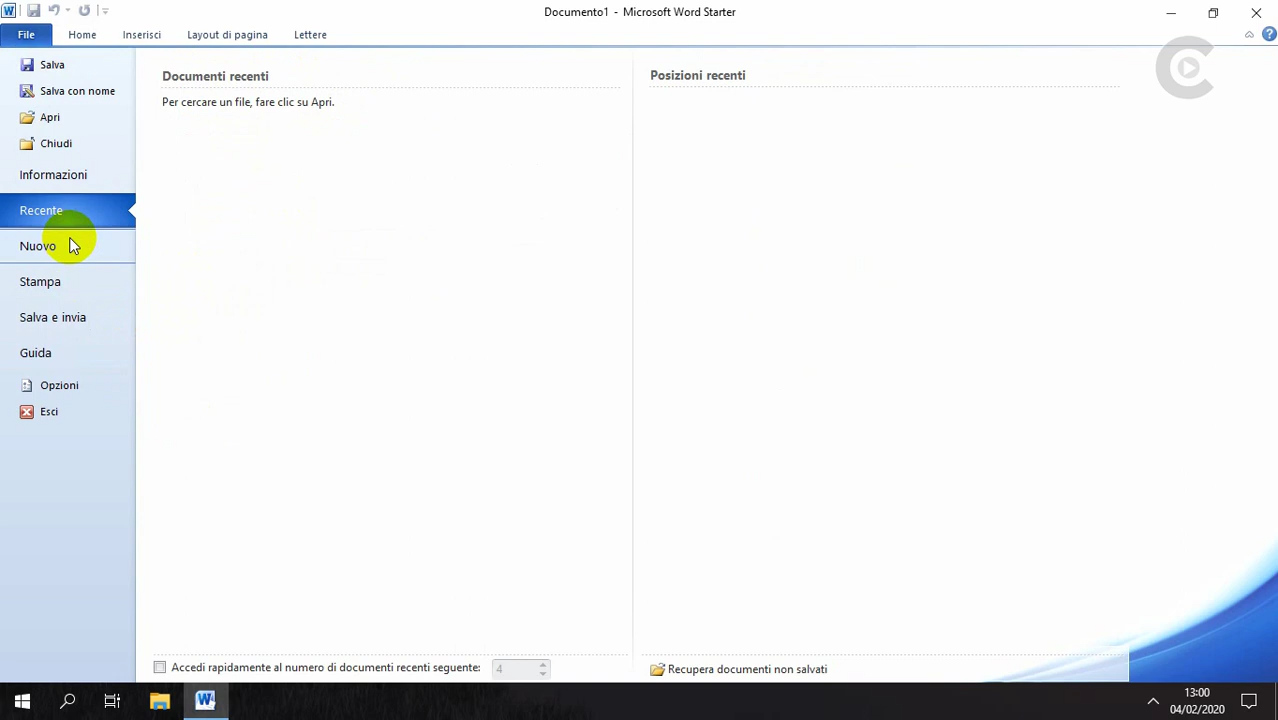 Documento1 - Microsoft Word Starter
File Home Inserisci Layout di pagina Lettere
Salva
Salva con nome
Apri
Chiudi
Informazioni
Recente
Nuovo
Stampa
Salva e invia
Guida
Opzioni
Esci
Documenti recenti
Per cercare un file, fare clic su Apri.
Accedi rapidamente al numero di documenti recenti seguente: 4
Posizioni recenti
Recupera documenti non salvati
13:00
04/02/2020